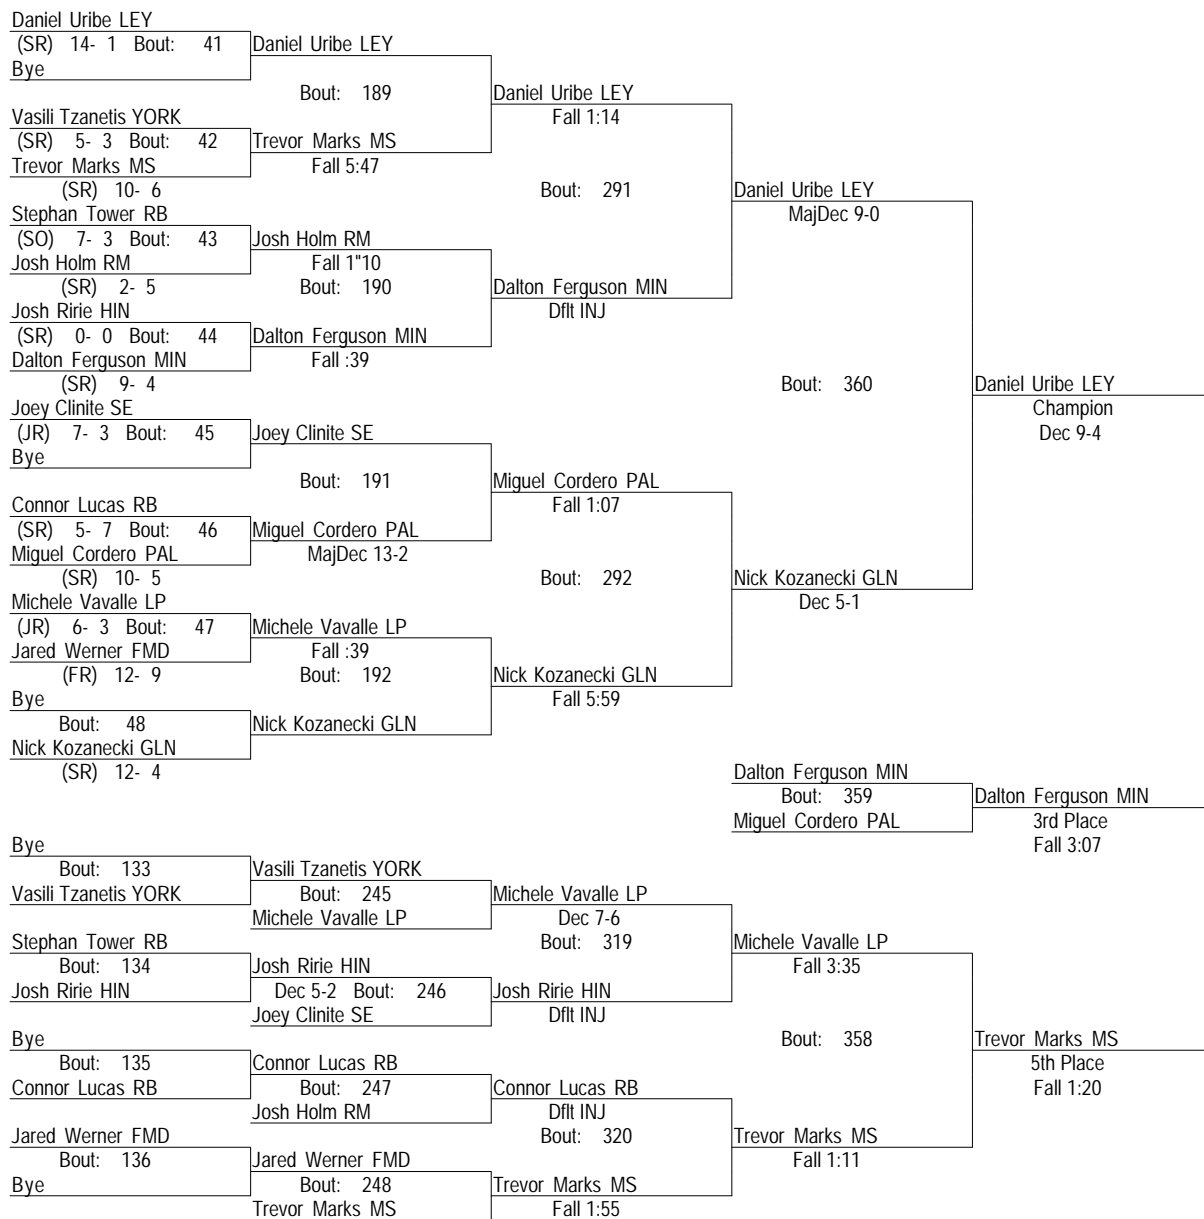 Daniel Uribe LEY
(SR) 14- 1 Bout: 41 Daniel Uribe LEY
Bye
Bout: 189 Daniel Uribe LEY
Vasili Tzanetis YORK Fall 1:14
(SR) 5- 3 Bout: 42 Trevor Marks MS
Trevor Marks MS Fall 5:47
(SR) 10- 6 Bout: 291 Daniel Uribe LEY
Stephan Tower RB MajDec 9-0
(SO) 7- 3 Bout: 43 Josh Holm RM
Josh Holm RM Fall 1"10
(SR) 2- 5 Bout: 190 Dalton Ferguson MIN
Josh Ririe HIN Dflt INJ
(SR) 0- 0 Bout: 44 Dalton Ferguson MIN
Dalton Ferguson MIN Fall :39
(SR) 9- 4 Bout: 360 Daniel Uribe LEY
Joey Clinite SE Champion
(JR) 7- 3 Bout: 45 Joey Clinite SE Dec 9-4
Bye
Bout: 191 Miguel Cordero PAL
Connor Lucas RB Fall 1:07
(SR) 5- 7 Bout: 46 Miguel Cordero PAL
Miguel Cordero PAL MajDec 13-2
(SR) 10- 5 Bout: 292 Nick Kozanecki GLN
Michele Vavalle LP Dec 5-1
(JR) 6- 3 Bout: 47 Michele Vavalle LP
Jared Werner FMD Fall :39
(FR) 12- 9 Bout: 192 Nick Kozanecki GLN
Bye Fall 5:59
Bout: 48 Nick Kozanecki GLN
Nick Kozanecki GLN
(SR) 12- 4 Dalton Ferguson MIN
Bout: 359 Dalton Ferguson MIN
Miguel Cordero PAL 3rd Place
Bye Fall 3:07
Bout: 133 Vasili Tzanetis YORK
Vasili Tzanetis YORK Bout: 245 Michele Vavalle LP
Michele Vavalle LP Dec 7-6
Stephan Tower RB Bout: 319 Michele Vavalle LP
Bout: 134 Josh Ririe HIN Fall 3:35
Josh Ririe HIN Dec 5-2 Bout: 246 Josh Ririe HIN
Joey Clinite SE Dflt INJ
Bye Bout: 358 Trevor Marks MS
Bout: 135 Connor Lucas RB 5th Place
Connor Lucas RB Bout: 247 Connor Lucas RB Fall 1:20
Josh Holm RM Dflt INJ
Jared Werner FMD Bout: 320 Trevor Marks MS
Bout: 136 Jared Werner FMD Fall 1:11
Bye Bout: 248 Trevor Marks MS
Trevor Marks MS Fall 1:55